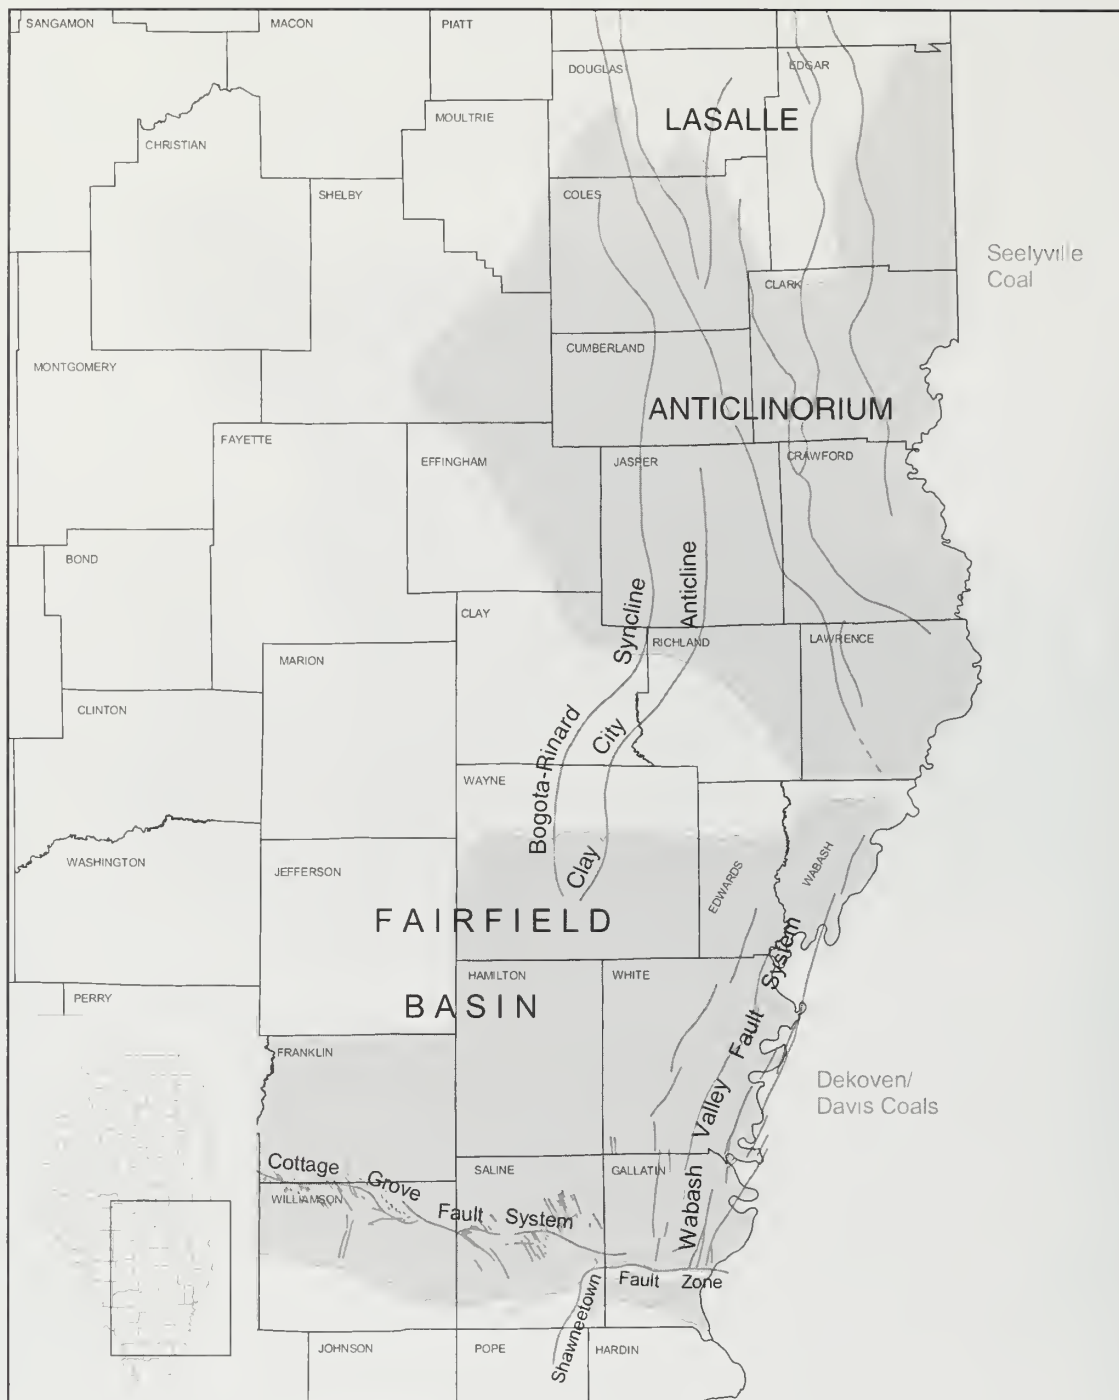 SANGAMON
MACON
PIATT
DOUGLAS
EDGAR
LASALLE
MOULTRIE
CHRISTIAN
SHELBY
COLES
Seelyville
Coal
CLARK
CUMBERLAND
MONTGOMERY
ANTICLINORIUM
FAYETTE
EFFINGHAM
JASPER
CRAWFORD
BOND
CLAY
Bogota-Rinard Syncline
Clay City Anticline
RICHLAND
LAWRENCE
MARION
CLINTON
WAYNE
WASHINGTON
JEFFERSON
EDWARDS
WABASH
FAIRFIELD
BASIN
HAMILTON
WHITE
PERRY
FRANKLIN
Wabash Valley Fault System
Dekoven/
Davis Coals
Cottage Grove Fault System
SALINE
GALLATIN
WILLIAMSON
Shawneetown Fault Zone
JOHNSON
POPE
HARDIN